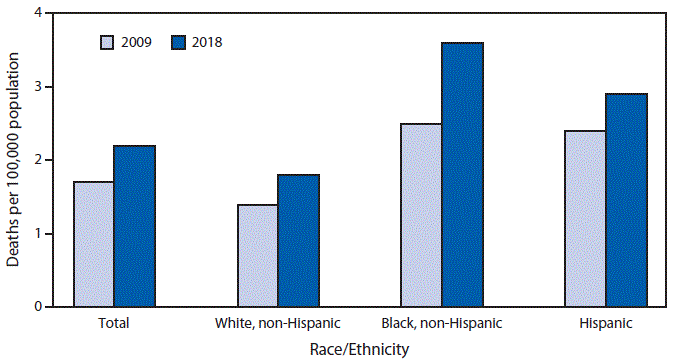 4
3
2
1
0
Deaths per 100,000 population
2009 2018
Total White, non-Hispanic Black, non-Hispanic Hispanic
Race/Ethnicity